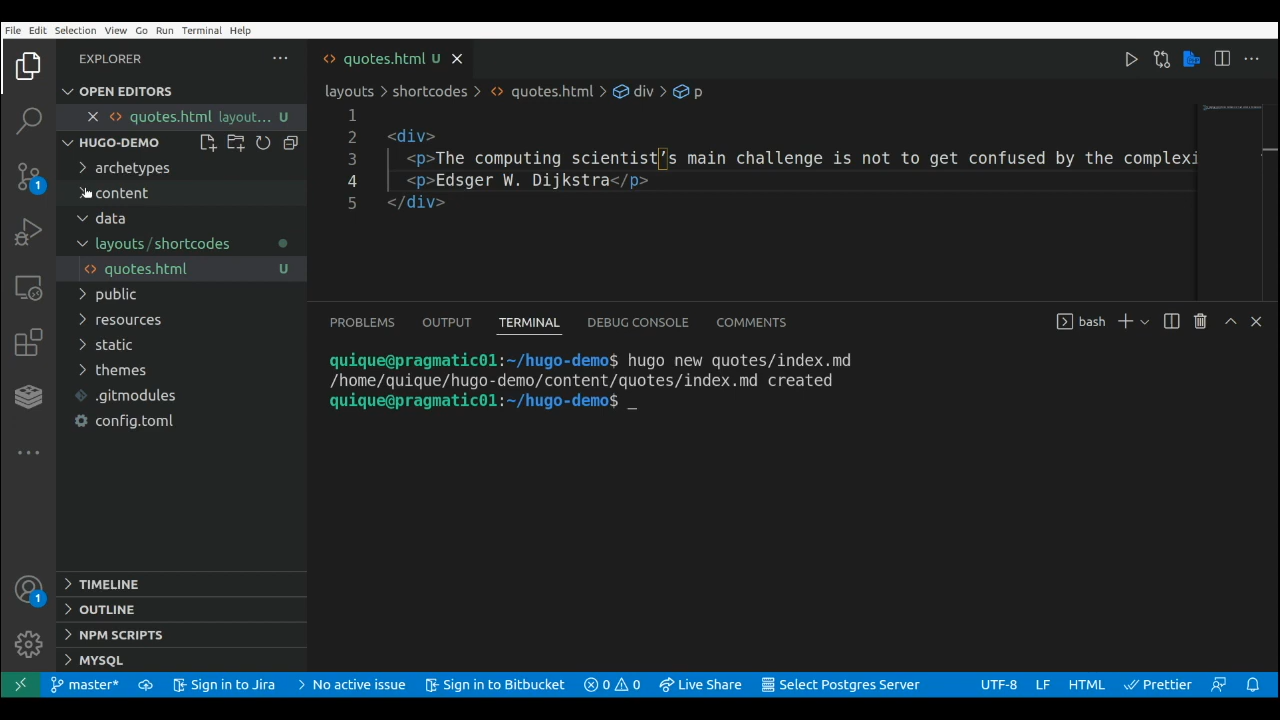 File Edit Selection View Go Run Terminal Help
EXPLORER
OPEN EDITORS
quotes.html layout... U
HUGO-DEMO
archetypes
content
data
layouts/shortcodes
quotes.html U
public
resources
static
themes
.gitmodules
config.toml
TIMELINE
OUTLINE
NPM SCRIPTS
MYSQL
quotes.html U
layouts > shortcodes > quotes.html > div > p
1
2 <div>
3 <p>The computing scientist’s main challenge is not to get confused by the complexi
4 <p>Edsger W. Dijkstra</p>
5 </div>
PROBLEMS OUTPUT TERMINAL DEBUG CONSOLE COMMENTS bash
quique@pragmatic01:~/hugo-demo$ hugo new quotes/index.md
/home/quique/hugo-demo/content/quotes/index.md created
quique@pragmatic01:~/hugo-demo$ _
1
1
master* Sign in to Jira No active issue Sign in to Bitbucket 0 0 Live Share Select Postgres Server UTF-8 LF HTML Prettier